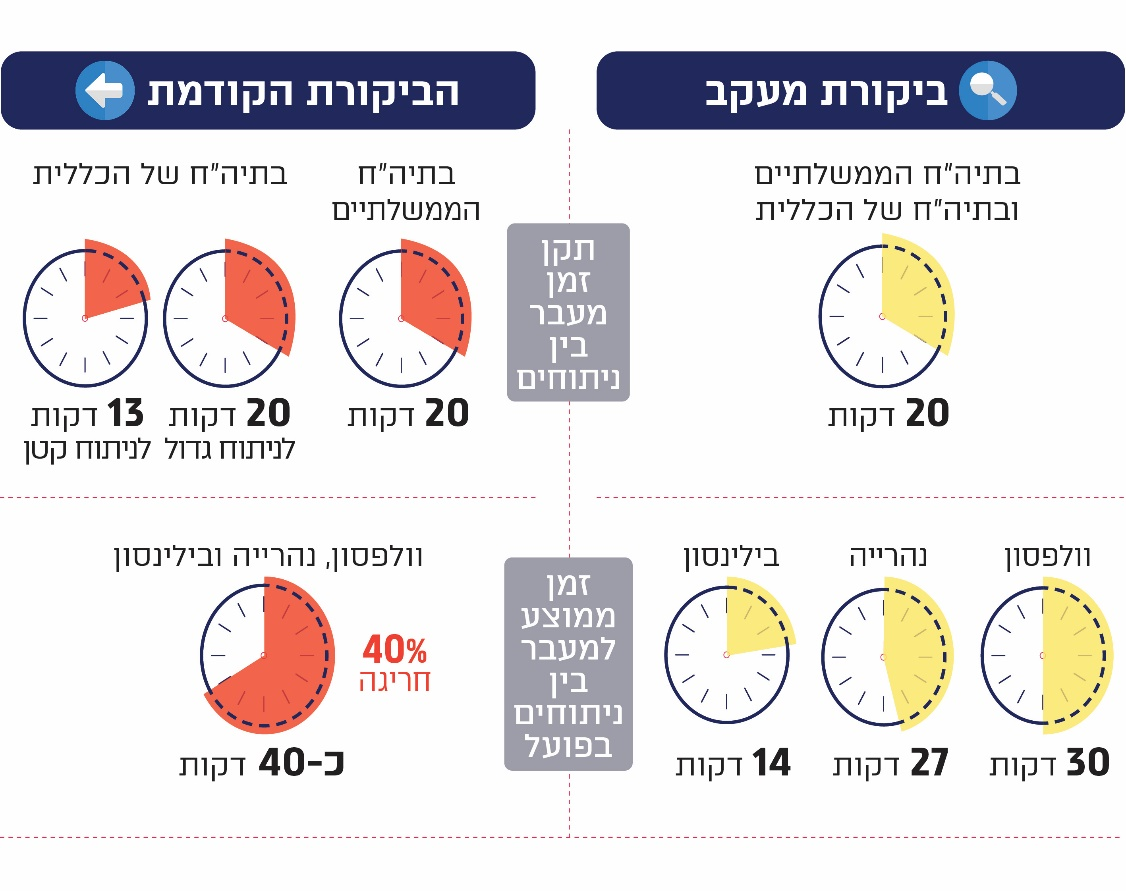 ביקורת מעקב
הביקורת הקודמת
תקן
זמן
מעבר
בין
ניתוחים
בתיה"ח הממשלתיים
ובתיה"ח של הכללית
20 דקות
בתיה"ח
הממשלתיים
20 דקות
בתיה"ח של הכללית
20 דקות
לניתוח גדול
13 דקות
לניתוח קטן
זמן
ממוצע
למעבר
בין
ניתוחים
בפועל
וולפסון
30 דקות
נהרייה
27 דקות
בילינסון
14 דקות
וולפסון, נהרייה ובילינסון
40%
חריגה
כ-40 דקות